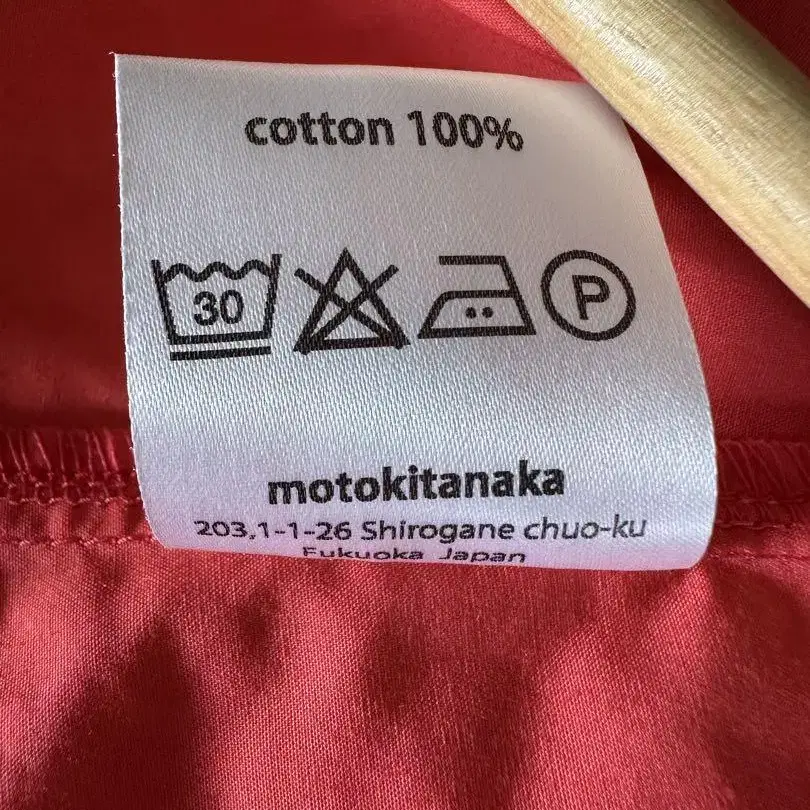 cotton 100%
30
P
motokitanaka
203,1-1-26 Shirogane chuo-ku
Fukuoka Japan